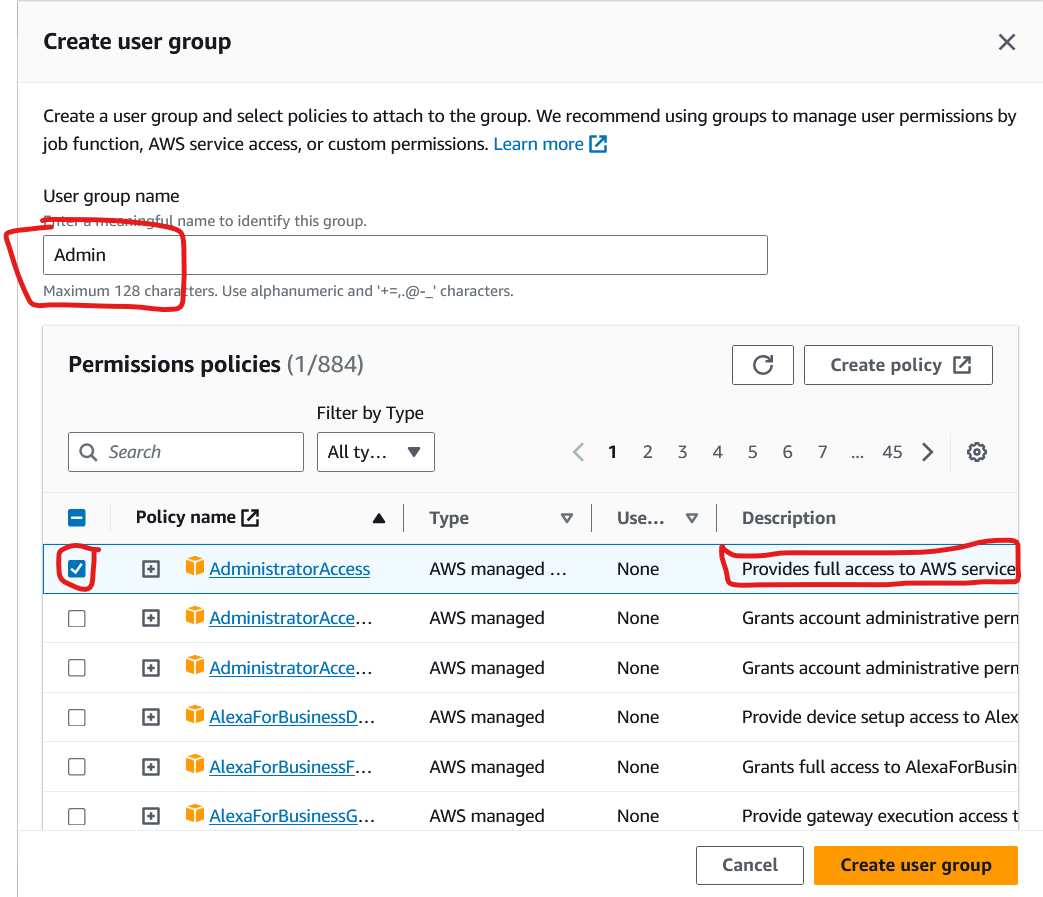 Create user group
Create a user group and select policies to attach to the group. We recommend using groups to manage user permissions by
job function, AWS service access, or custom permissions. Learn more
User group name
Enter a meaningful name to identify this group.
Admin
Maximum 128 characters. Use alphanumeric and '+=,.@-_' characters.
Permissions policies (1/884)
Create policy
Filter by Type
Search
All ty...
1 2 3 4 5 6 7 ... 45
Policy name Type Use... Description
AdministratorAccess AWS managed ... None Provides full access to AWS service
AdministratorAcce... AWS managed None Grants account administrative perm
AdministratorAcce... AWS managed None Grants account administrative perm
AlexaForBusinessD... AWS managed None Provide device setup access to Alex
AlexaForBusinessF... AWS managed None Grants full access to AlexaForBusin
AlexaForBusinessG... AWS managed None Provide gateway execution access t
Cancel Create user group